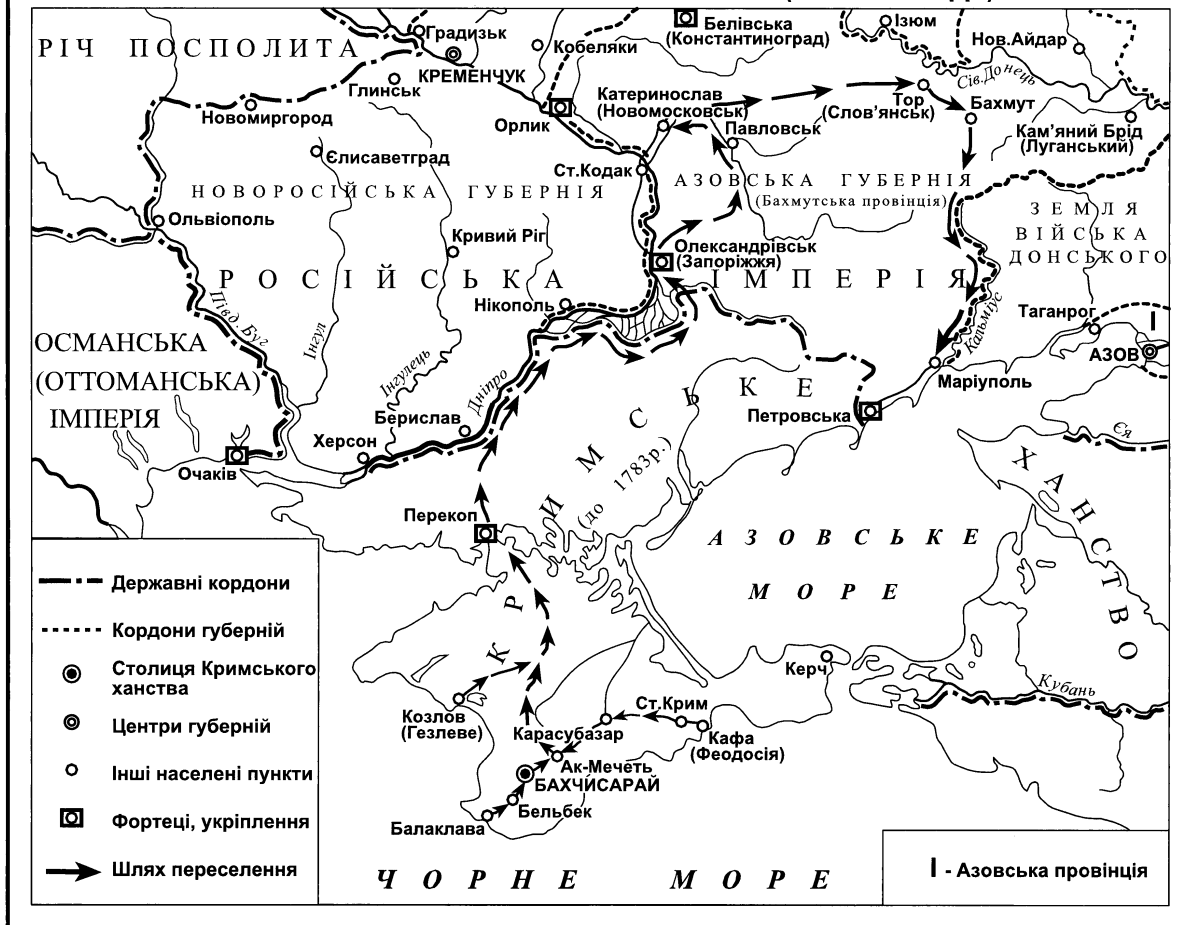 Градизьк
Белівська
(Константиноград)
Ізюм
РІЧ ПОСПОЛИТА
Кобеляки
Нов.Айдар
КРЕМЕНЧУК
Глинськ
Сів.Донець
Новомиргород
Орлик
Катеринослав
(Новомосковськ)
Тор
(Слов’янськ)
Бахмут
Павловськ
Кам’яний Брід
(Луганський)
Єлисаветград
Ст.Кодак
НОВОРОСІЙСЬКА ГУБЕРНІЯ
АЗОВСЬКА ГУБЕРНІЯ
(Бахмутська провінція)
ЗЕМЛЯ
ВІЙСЬКА
ДОНСЬКОГО
Ольвіополь
Кривий Ріг
Олександрівськ
(Запоріжжя)
РОСІЙСЬКА ІМПЕРІЯ
Півд. Буг
Нікополь
Інгул
Кальміус
Таганрог
І
АЗОВ
ОСМАНСЬКА
(ОТТОМАНСЬКА)
ІМПЕРІЯ
Інгулець
Дніпро
Маріуполь
Берислав
Петровська
Херсон
Очаків
Єя
КРИМСЬКЕ
(до 1783р.)
ХАНСТВО
Перекоп
АЗОВСЬКЕ
МОРЕ
Керч
Кубань
Козлов
(Гезлеве)
Ст.Крим
Карасубазар
Кафа
(Феодосія)
Ак-Мечеть
БАХЧИСАРАЙ
Бельбек
Балаклава
ЧОРНЕ МОРЕ
Державні кордони
Кордони губерній
Столиця Кримського
ханства
Центри губерній
Інші населені пункти
Фортеці, укріплення
Шлях переселення
І - Азовська провінція